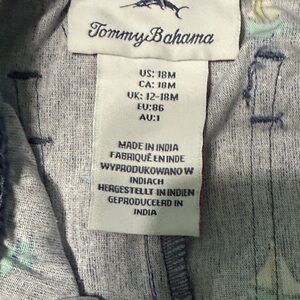 Tommy Bahama
US: 18M
CA: 18M
UK: 12-18M
EU: 86
AU: 1
MADE IN INDIA
FABRIQUÉ EN INDE
WYPRODUKOWANO W
INDIACH
HERGESTELLT IN INDIEN
GEPRODUCEERD IN
INDIA